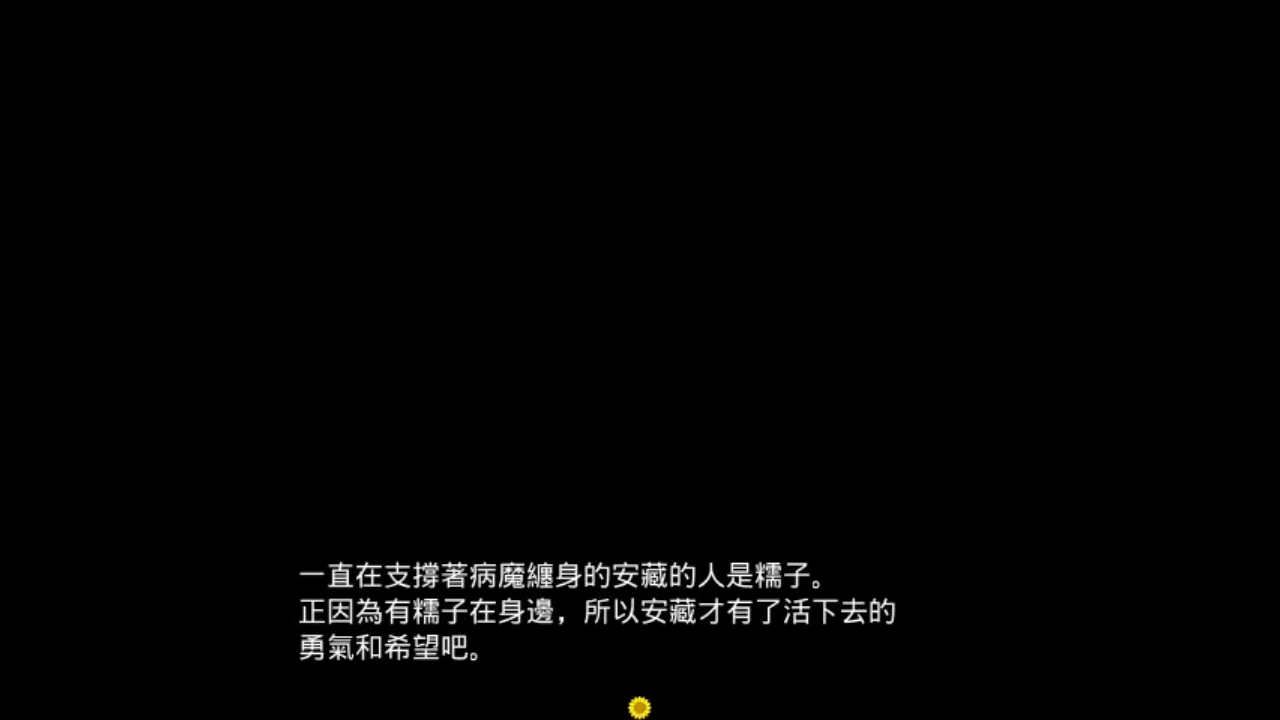 一直在支撐著病魔纏身的安藏的人是糯子。
正因為有糯子在身邊，所以安藏才有了活下去的
勇氣和希望吧。